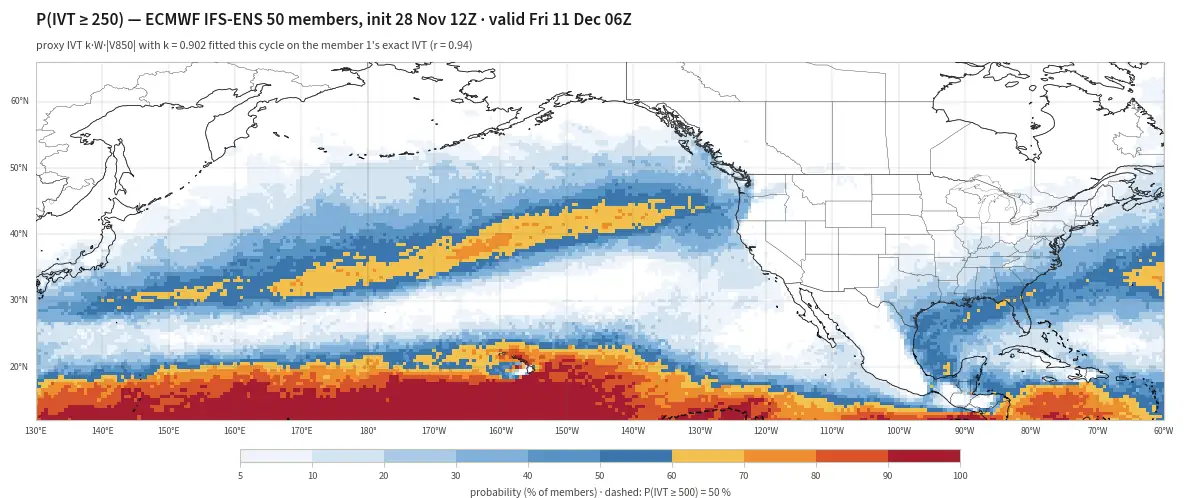 P(IVT ≥ 250) — ECMWF IFS-ENS 50 members, init 28 Nov 12Z · valid Fri 11 Dec 06Z
proxy IVT k·W·|V850| with k = 0.902 fitted this cycle on the member 1's exact IVT (r = 0.94)
60°N
50°N
40°N
30°N
20°N
130°E 140°E 150°E 160°E 170°E 180° 170°W 160°W 150°W 140°W 130°W 120°W 110°W 100°W 90°W 80°W 70°W 60°W
5 10 20 30 40 50 60 70 80 90 100
probability (% of members) · dashed: P(IVT ≥ 500) = 50 %